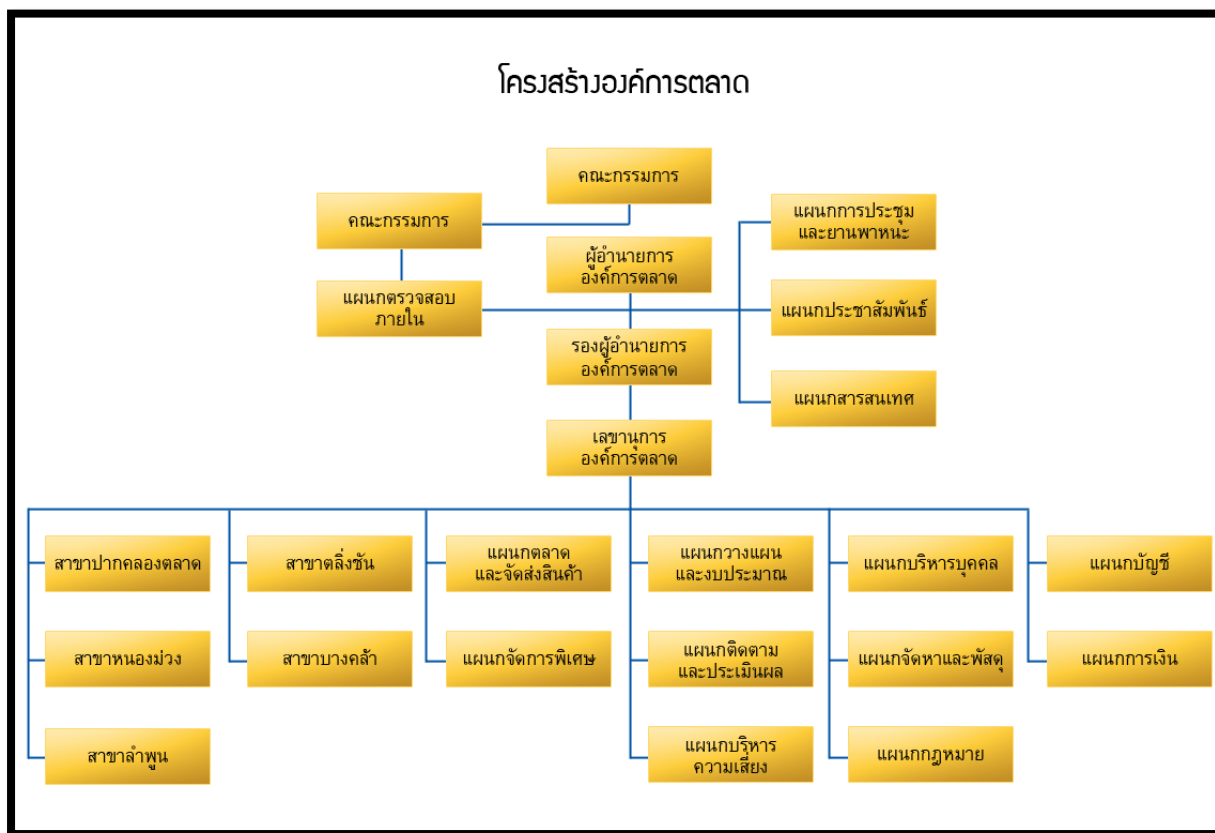 โครงสร้างองค์การตลาด
คณะกรรมการ
คณะกรรมการ
แผนกการประชุม
และยานพาหนะ
ผู้อำนายการ
องค์การตลาด
แผนกตรวจสอบ
ภายใน
แผนกประชาสัมพันธ์
รองผู้อำนายการ
องค์การตลาด
แผนกสารสนเทศ
เลขานุการ
องค์การตลาด
สาขาปากคลองตลาด
สาขาตลิ่งชัน
แผนกตลาด
และจัดส่งสินค้า
แผนกวางแผน
และงบประมาณ
แผนกบริหารบุคคล
แผนกบัญชี
สาขาหนองม่วง
สาขาบางคล้า
แผนกจัดการพิเศษ
แผนกติดตาม
และประเมินผล
แผนกจัดหาและพัสดุ
แผนกการเงิน
สาขาลำพูน
แผนกบริหาร
ความเสี่ยง
แผนกกฎหมาย